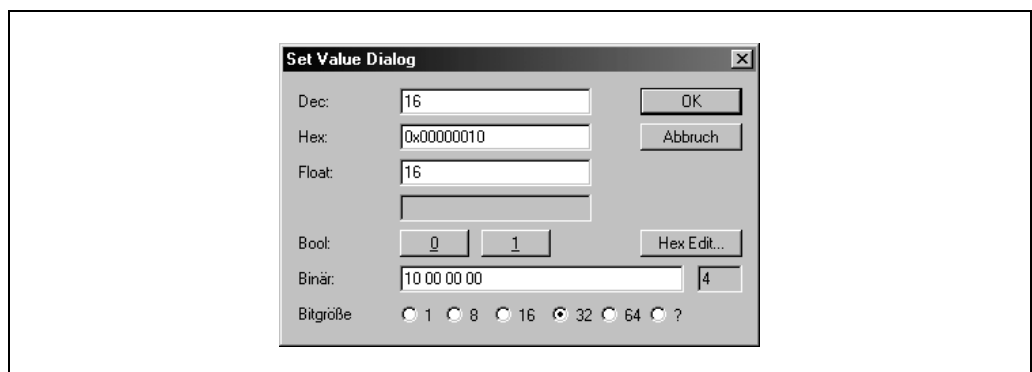 Set Value Dialog
Dec: 16 OK
Hex: 0x00000010 Abbruch
Float: 16
Bool: 0 1 Hex Edit...
Binär: 10 00 00 00 4
Bitgröße 1 8 16 32 64 ?